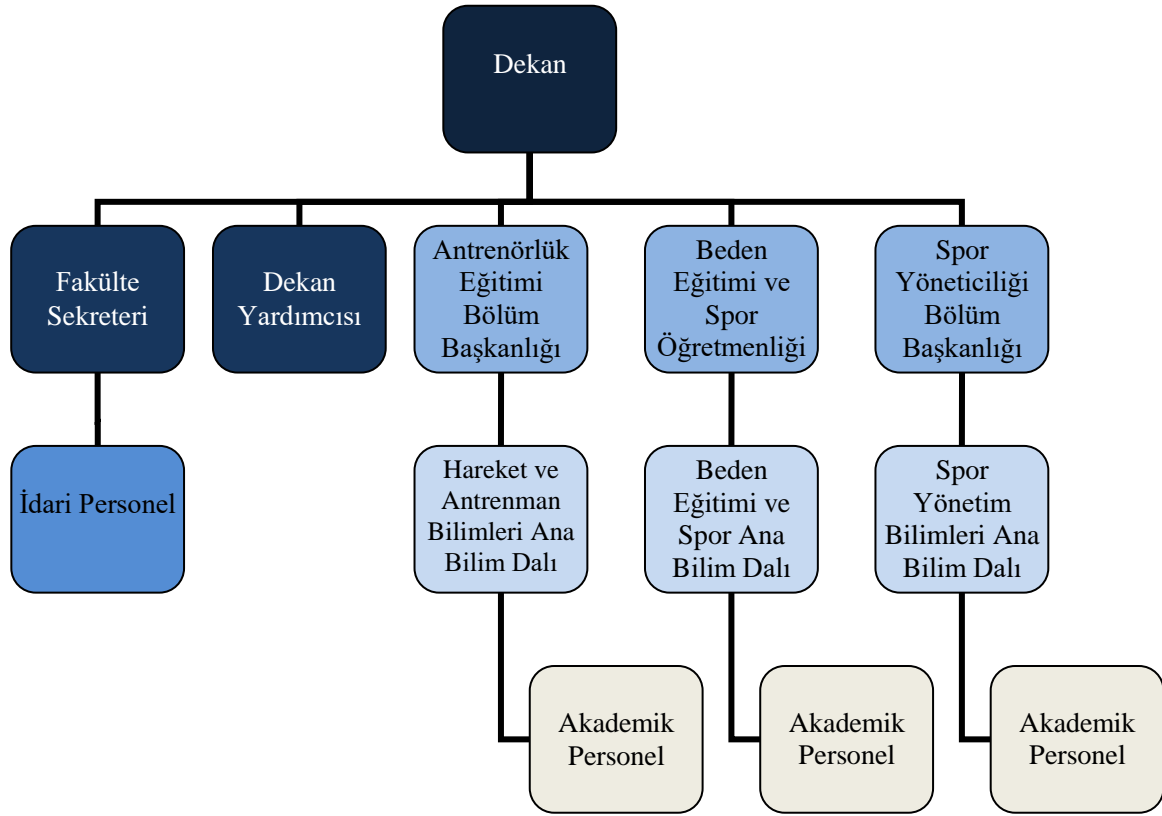 Dekan
Fakülte
Sekreteri
Dekan
Yardımcısı
Antrenörlük
Eğitimi
Bölüm
Başkanlığı
Beden
Eğitimi ve
Spor
Öğretmenliği
Spor
Yöneticiliği
Bölüm
Başkanlığı
İdari Personel
Hareket ve
Antrenman
Bilimleri Ana
Bilim Dalı
Beden
Eğitimi ve
Spor Ana
Bilim Dalı
Spor
Yönetim
Bilimleri Ana
Bilim Dalı
Akademik
Personel
Akademik
Personel
Akademik
Personel